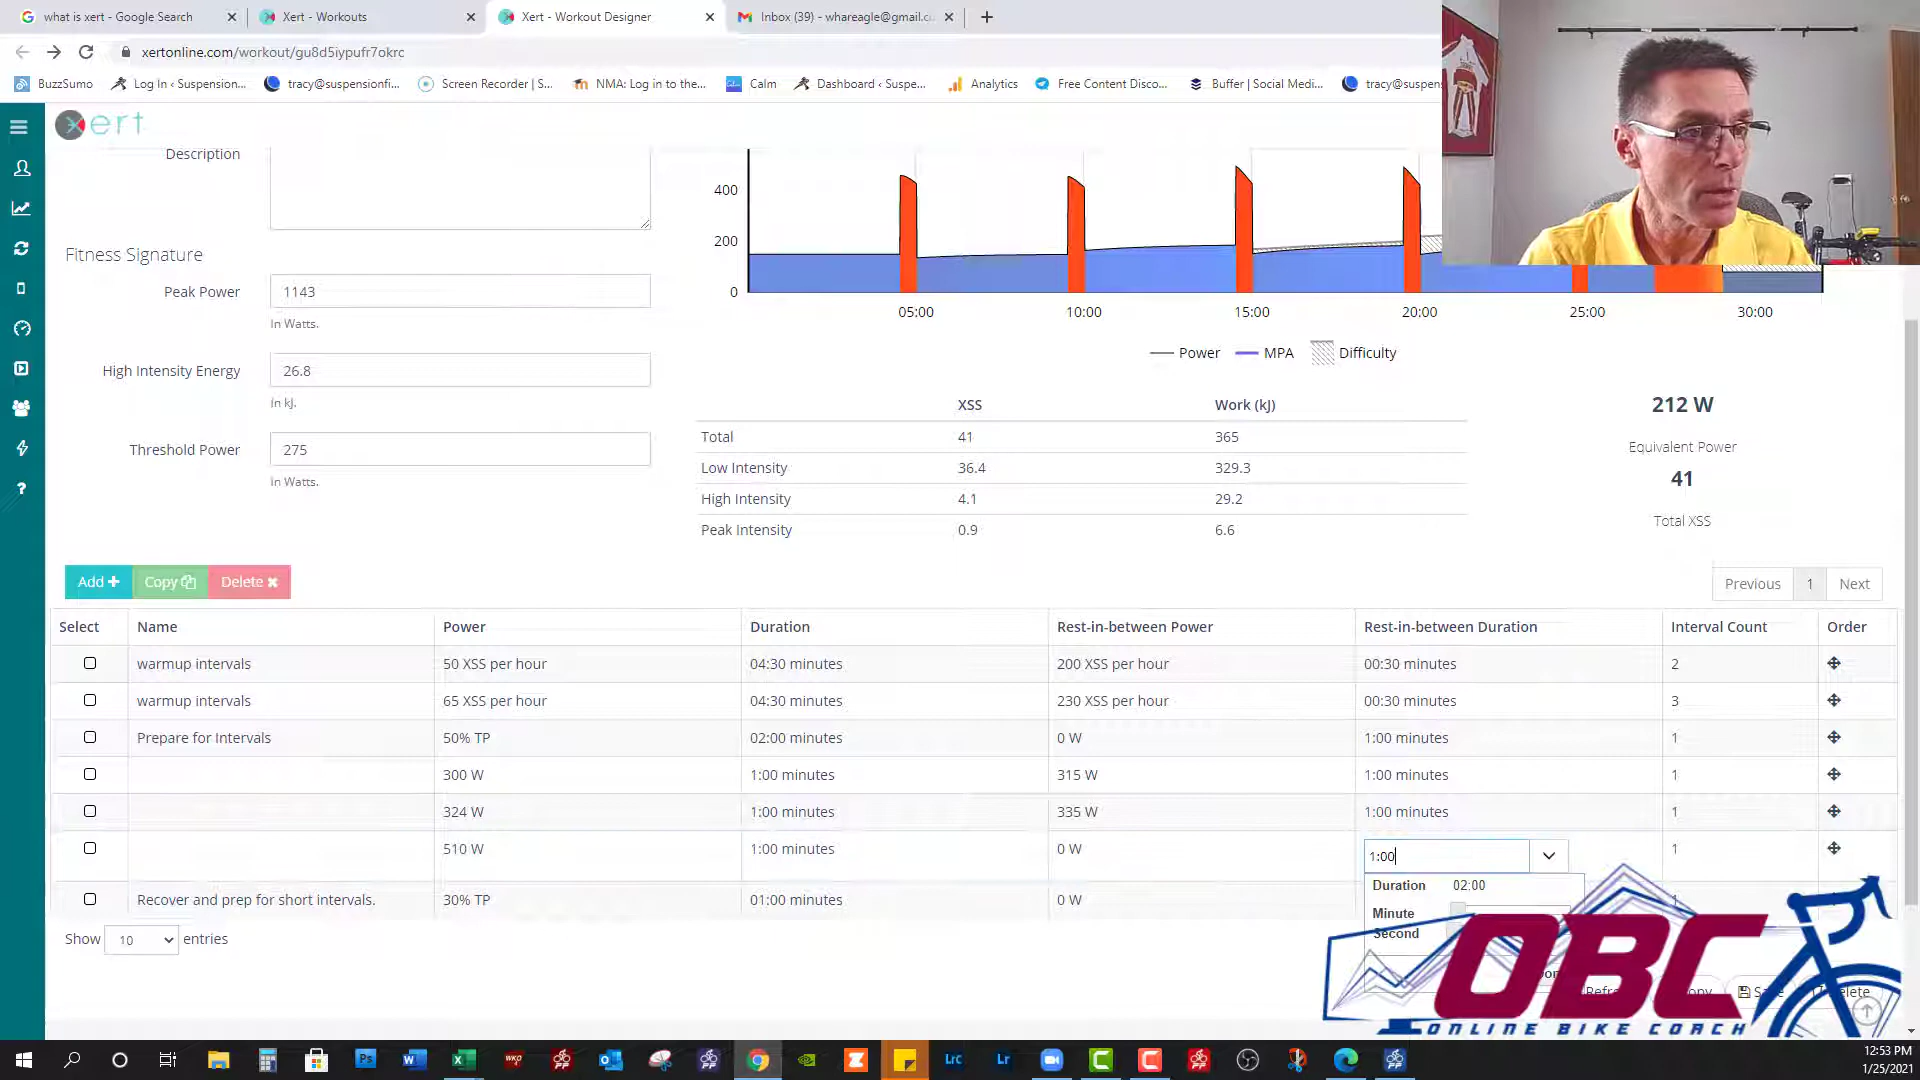 what is xert - Google Search
Xert - Workouts
Xert - Workout Designer
Inbox (39) - whareagle@gmail.c
xertonline.com/workout/gu8d5iypufr7okrc
BuzzSumo
Log In ‹ Suspension...
tracy@suspensionfi...
Screen Recorder | S...
NMA: Log in to the...
Calm
Dashboard ‹ Suspe...
Analytics
Free Content Disco...
Buffer | Social Medi...
tracy@suspens
xert
Description
400
200
0
05:00
10:00
15:00
20:00
25:00
30:00
Power
MPA
Difficulty
Fitness Signature
Peak Power
1143
In Watts.
High Intensity Energy
26.8
in kJ.
Threshold Power
275
in Watts.
XSS
Work (kJ)
Total
41
365
Low Intensity
36.4
329.3
High Intensity
4.1
29.2
Peak Intensity
0.9
6.6
212 W
Equivalent Power
41
Total XSS
Add
Copy
Delete
Previous
1
Next
Select
Name
Power
Duration
Rest-in-between Power
Rest-in-between Duration
Interval Count
Order
warmup intervals
50 XSS per hour
04:30 minutes
200 XSS per hour
00:30 minutes
2
warmup intervals
65 XSS per hour
04:30 minutes
230 XSS per hour
00:30 minutes
3
Prepare for Intervals
50% TP
02:00 minutes
0 W
1:00 minutes
1
300 W
1:00 minutes
315 W
1:00 minutes
1
324 W
1:00 minutes
335 W
1:00 minutes
1
510 W
1:00 minutes
0 W
1:00
1
Duration
02:00
Minute
Second
Recover and prep for short intervals.
30% TP
01:00 minutes
0 W
Show
10
entries
OBC
ONLINE BIKE COACH
12:53 PM
1/25/2021